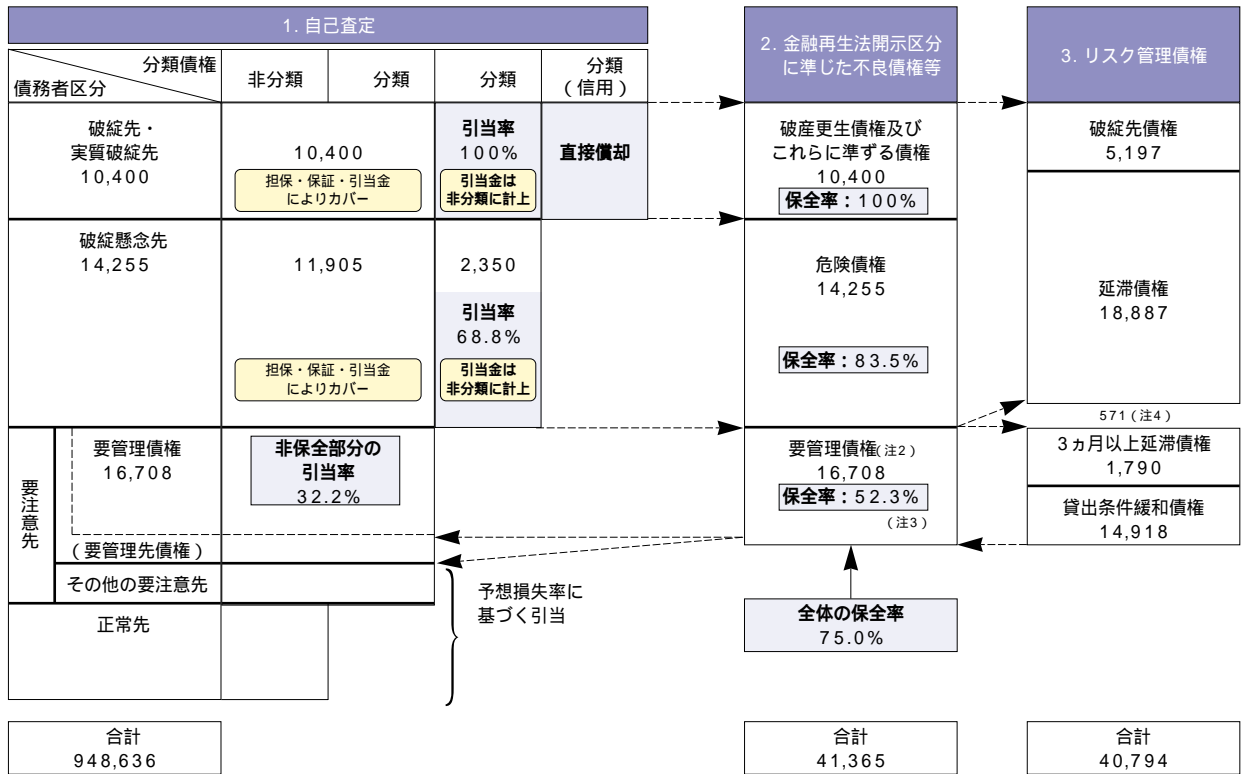 1. 自己査定
分類債権
債務者区分
非分類
分類
分類
分類
(信用)
破綻先・
実質破綻先
10,400
10,400
担保・保証・引当金
によりカバー
引当率
100%
引当金は
非分類に計上
直接償却
破綻懸念先
14,255
11,905
担保・保証・引当金
によりカバー
2,350
引当率
68.8%
引当金は
非分類に計上
要注意先
要管理債権
16,708
(要管理先債権)
非保全部分の
引当率
32.2%
その他の要注意先
正常先
予想損失率に
基づく引当
合計
948,636
2. 金融再生法開示区分
に準じた不良債権等
破産更生債権及び
これらに準ずる債権
10,400
保全率:100%
危険債権
14,255
保全率:83.5%
要管理債権(注2)
16,708
保全率:52.3%
(注3)
全体の保全率
75.0%
合計
41,365
3. リスク管理債権
破綻先債権
5,197
延滞債権
18,887
571(注4)
3ヵ月以上延滞債権
1,790
貸出条件緩和債権
14,918
合計
40,794